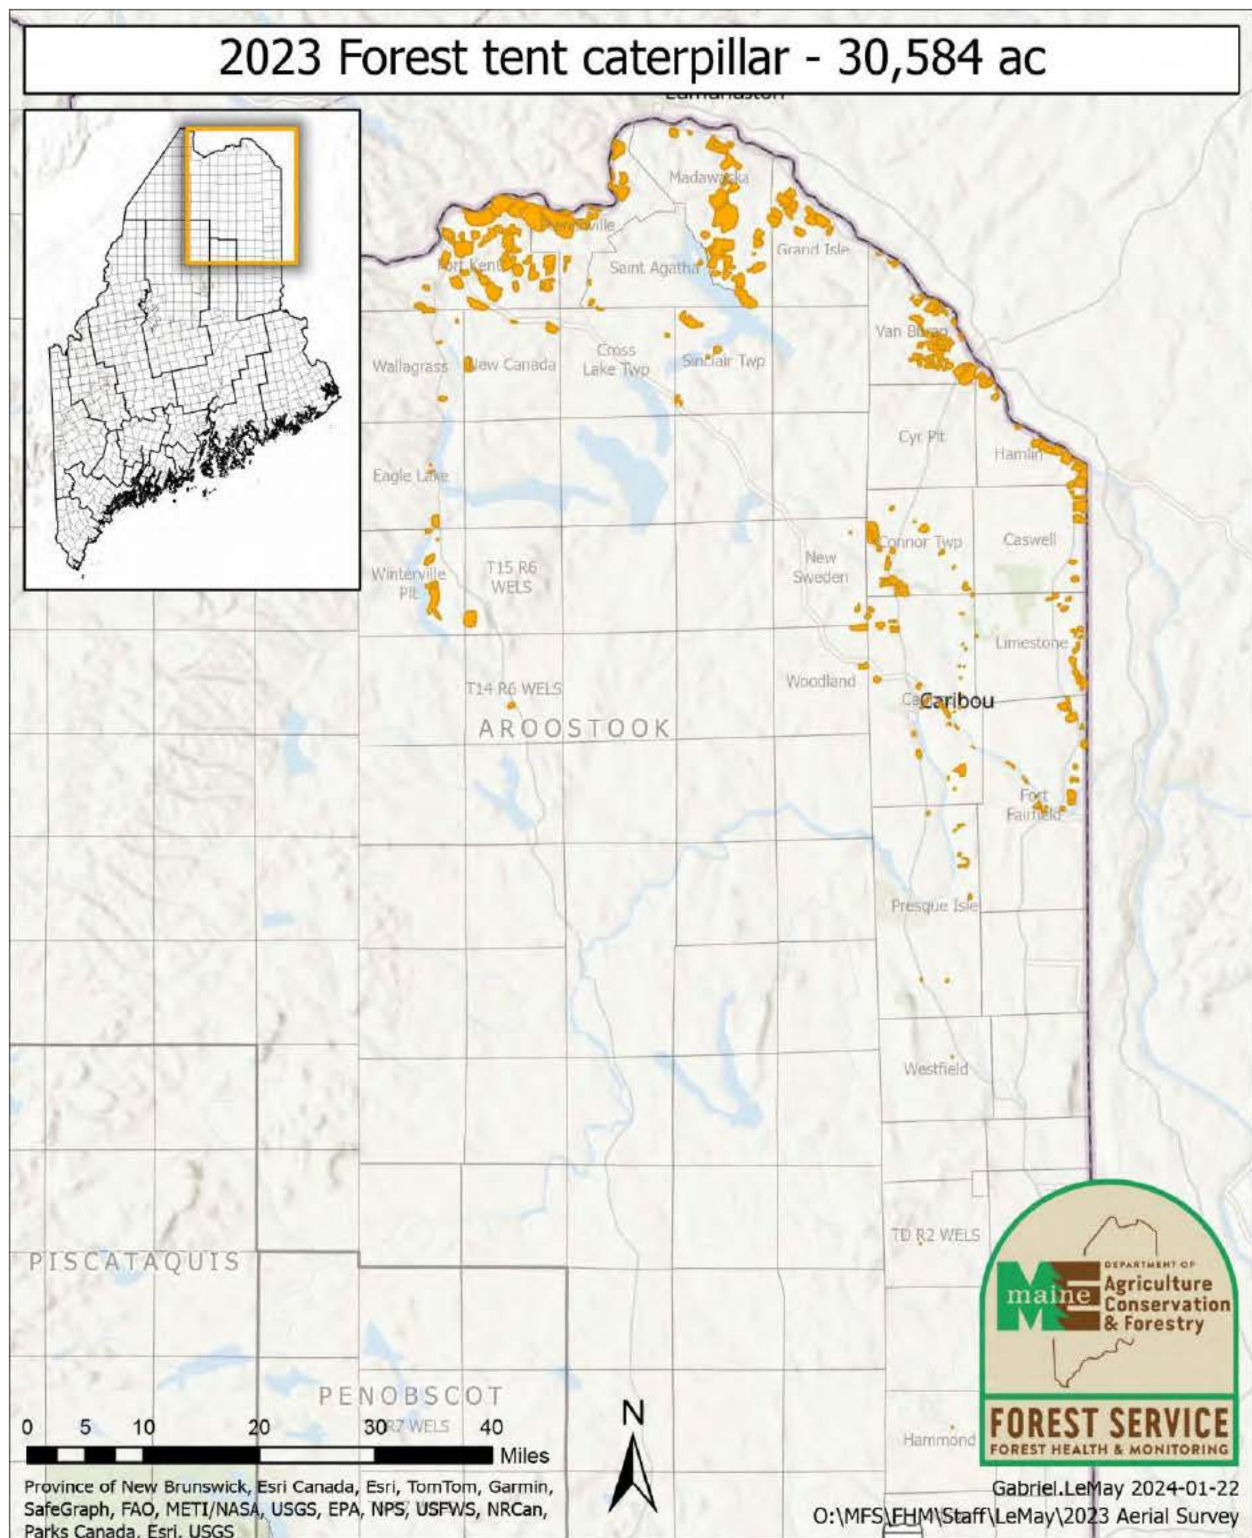 2023 Forest tent caterpillar - 30,584 ac
Madawaska
Grand Isle
Saint Agatha
Van Buren
Wallagrass
New Canada
Cross
Lake Twp
Sinclair Twp
Cyr Plt
Hamlin
Eagle Lake
Connor Twp
Caswell
New
Sweden
Winterville
Plt
T15 R6
WELS
Limestone
Woodland
T14 R6 WELS
Caribou
AROOSTOOK
Fort
Fairfield
Presque Isle
Westfield
TD R2 WELS
PISCATAQUIS
PENOBSCOT
R7 WELS
Hammond
0 5 10 20 30 40
Miles
N
maine
DEPARTMENT OF
Agriculture
Conservation
& Forestry
FOREST SERVICE
FOREST HEALTH & MONITORING
Province of New Brunswick, Esri Canada, Esri, TomTom, Garmin,
SafeGraph, FAO, METI/NASA, USGS, EPA, NPS, USFWS, NRCan,
Parks Canada, Esri, USGS
Gabriel.LeMay 2024-01-22
O:\MFS\FHM\Staff\LeMay\2023 Aerial Survey